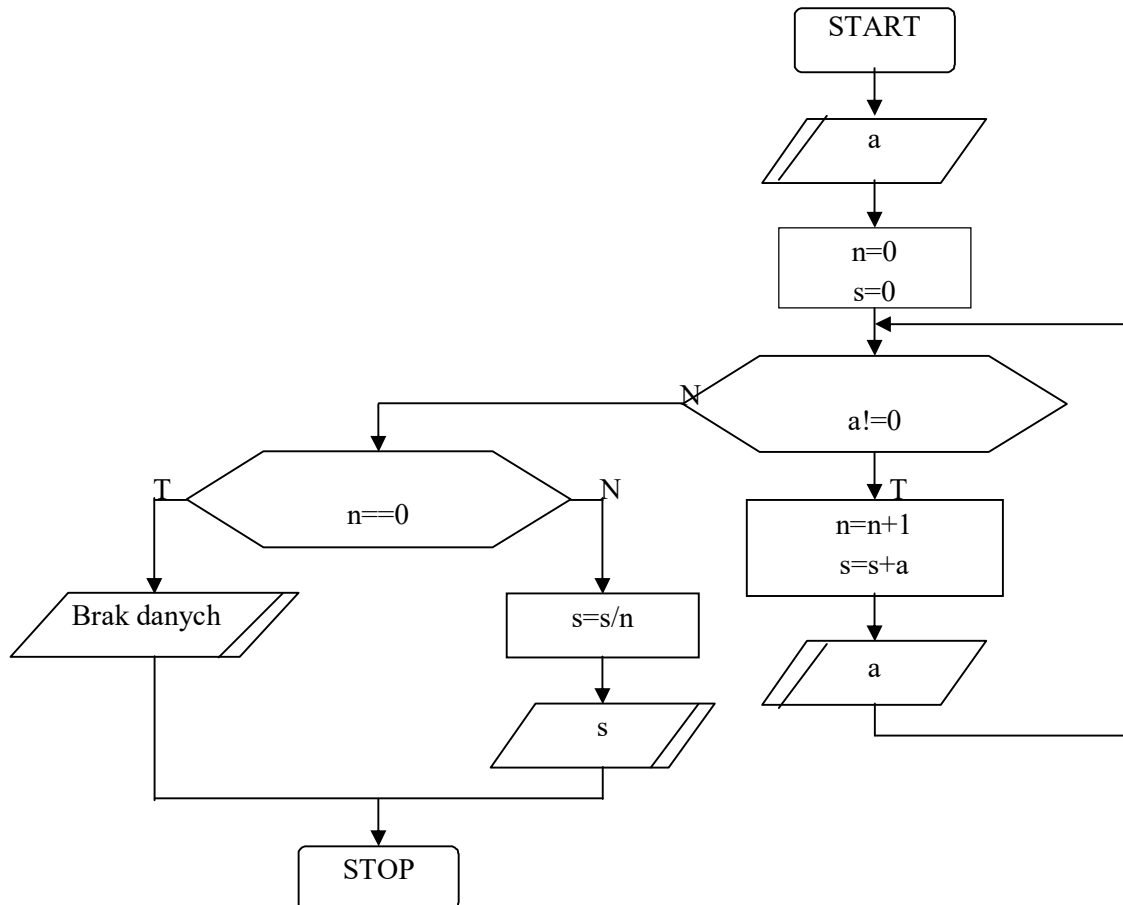 START
a
n=0
s=0
N
a!=0
T
n==0
N
T
n=n+1
s=s+a
Brak danych
s=s/n
a
s
STOP